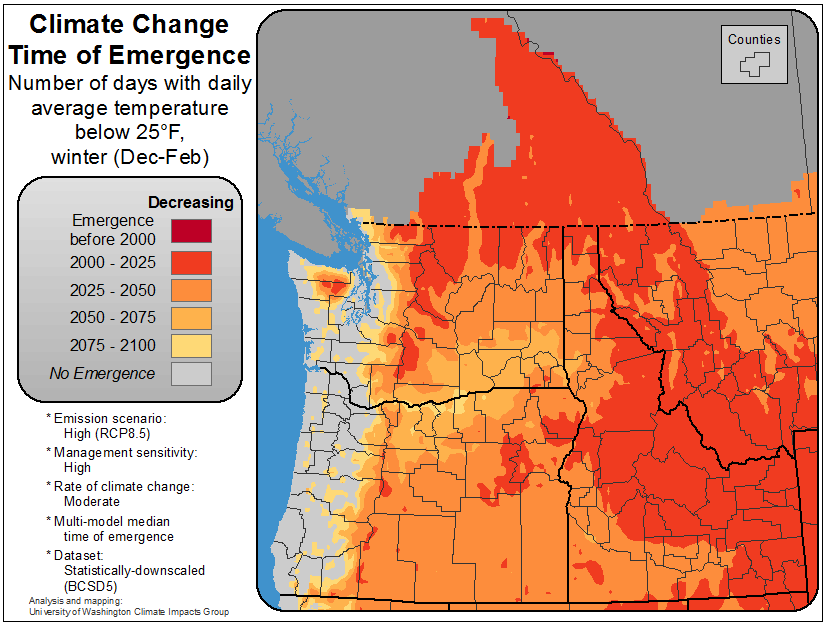 Climate Change
Time of Emergence
Number of days with daily
average temperature
below 25°F,
winter (Dec-Feb)
Counties
Decreasing
Emergence
before 2000
2000 - 2025
2025 - 2050
2050 - 2075
2075 - 2100
No Emergence
* Emission scenario:
High (RCP8.5)
* Management sensitivity:
High
* Rate of climate change:
Moderate
* Multi-model median
time of emergence
* Dataset:
Statistically-downscaled
(BCSD5)
Analysis and mapping:
University of Washington Climate Impacts Group